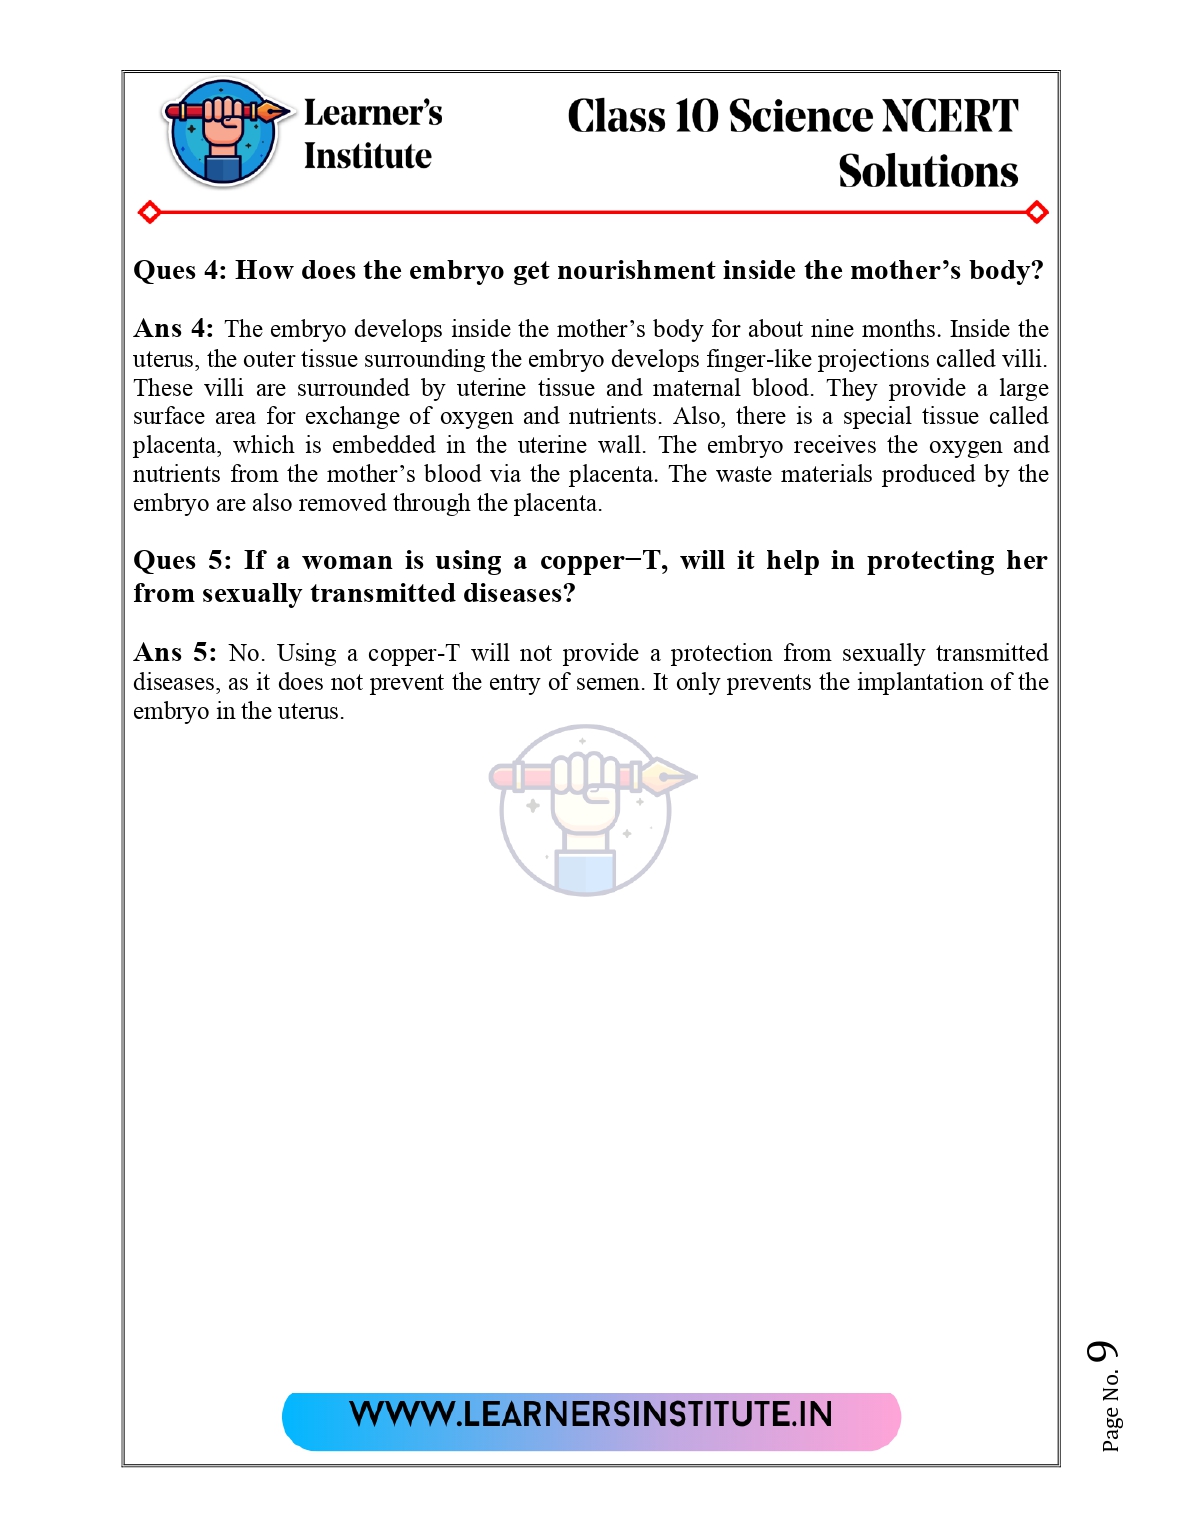 Learner’s
Institute
Class 10 Science NCERT
Solutions
Ques 4: How does the embryo get nourishment inside the mother’s body?
Ans 4: The embryo develops inside the mother’s body for about nine months. Inside the
uterus, the outer tissue surrounding the embryo develops finger-like projections called villi.
These villi are surrounded by uterine tissue and maternal blood. They provide a large
surface area for exchange of oxygen and nutrients. Also, there is a special tissue called
placenta, which is embedded in the uterine wall. The embryo receives the oxygen and
nutrients from the mother’s blood via the placenta. The waste materials produced by the
embryo are also removed through the placenta.
Ques 5: If a woman is using a copper−T, will it help in protecting her
from sexually transmitted diseases?
Ans 5: No. Using a copper-T will not provide a protection from sexually transmitted
diseases, as it does not prevent the entry of semen. It only prevents the implantation of the
embryo in the uterus.
WWW.LEARNERSINSTITUTE.IN
Page No. 9